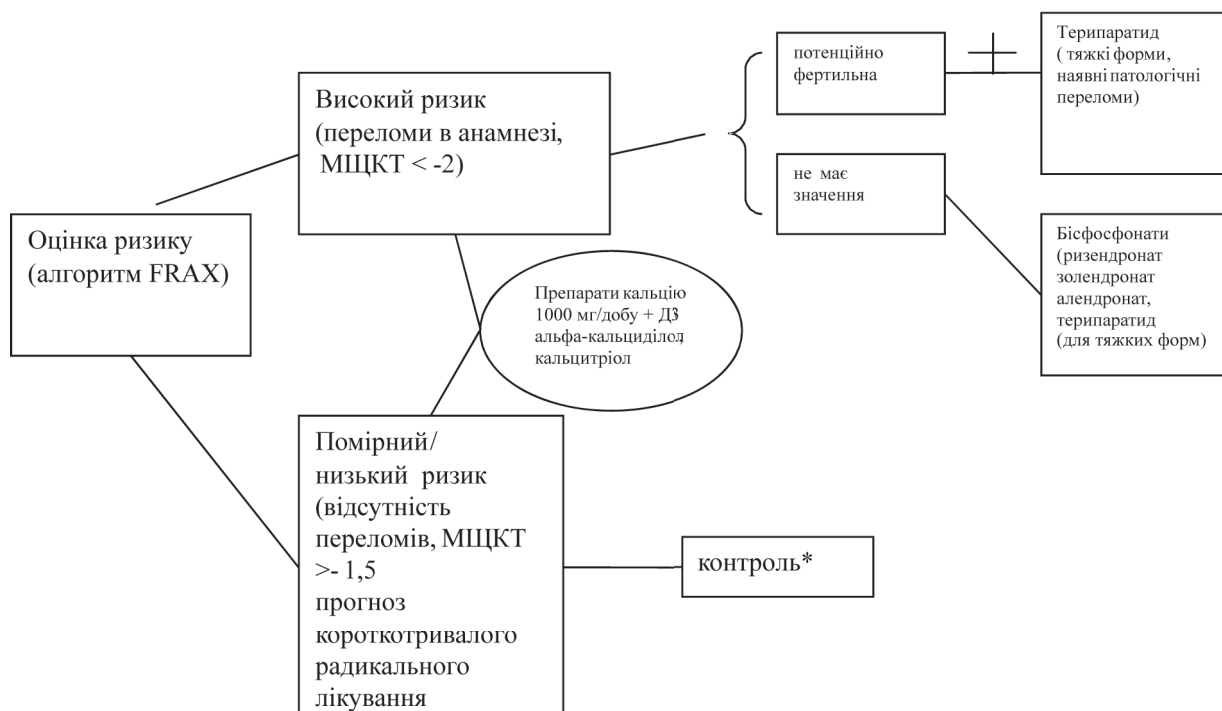 Оцінка ризику
(алгоритм FRAX)
Високий ризик
(переломи в анамнезі,
МЩКТ < -2)
потенційно
фертильна
Терипаратид
( тяжкі форми,
наявні патологічні
переломи)
не має
значення
Бісфосфонати
(ризендронат
золендронат
алендронат,
терипаратид
(для тяжких форм)
Препарати кальцію
1000 мг/добу + Д3
альфа-кальциділол,
кальцитріол
Помірний/
низький ризик
(відсутність
переломів, МЩКТ
>- 1,5
прогноз
короткотривалого
радикального
лікування
контроль*